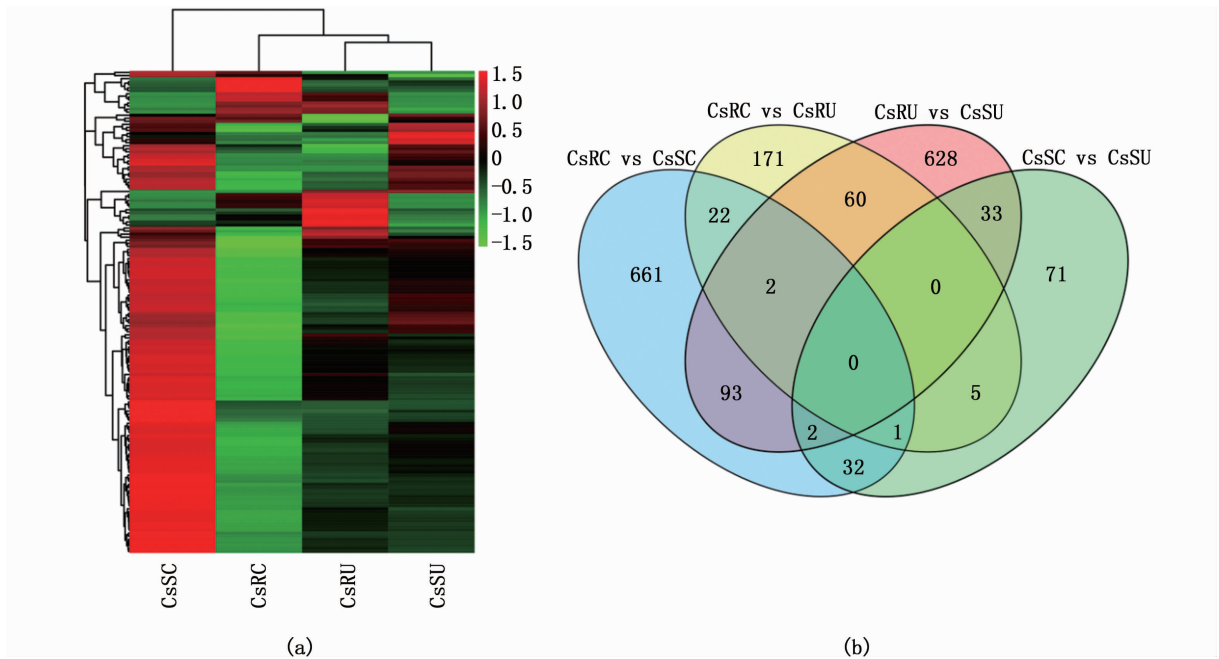 1.5
1.0
0.5
0
−0.5
−1.0
−1.5
CsSC
CsRC
CsRU
CsSU
(a)
CsRC vs CsRU
CsRU vs CsSU
CsRC vs CsSC
CsSC vs CsSU
171
628
60
22
33
661
2
0
71
0
93
5
2
1
32
(b)